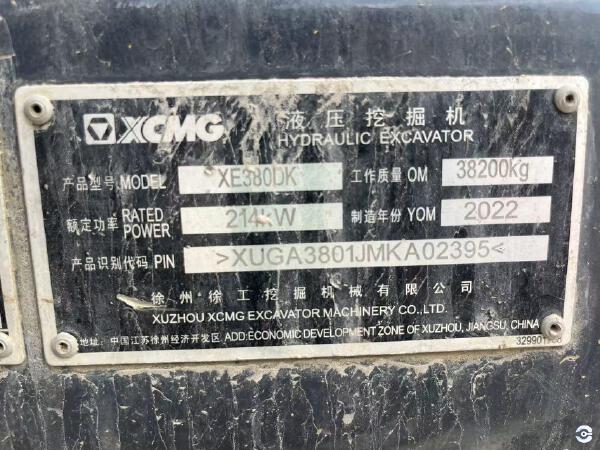 XCMG 液压挖掘机
HYDRAULIC EXCAVATOR
产品型号 MODEL XE380DK 工作质量 OM 38200kg
额定功率 RATED POWER 214kW 制造年份 YOM 2022
产品识别代码 PIN >XUGA3801JMKA02395<
徐州徐工挖掘机械有限公司
XUZHOU XCMG EXCAVATOR MACHINERY CO.,LTD.
地址: 中国江苏徐州经济开发区 ADD:ECONOMIC DEVELOPMENT ZONE OF XUZHOU, JIANGSU, CHINA